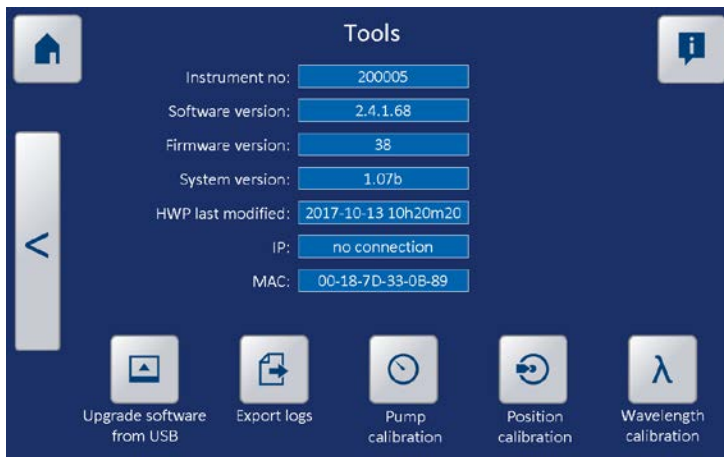 Tools
Instrument no: 200005
Software version: 2.4.1.68
Firmware version: 38
System version: 1.07b
HWP last modified: 2017-10-13 10h20m20
IP: no connection
MAC: 00-18-7D-33-0B-89
<
i
λ
Upgrade software
from USB
Export logs
Pump
calibration
Position
calibration
Wavelength
calibration